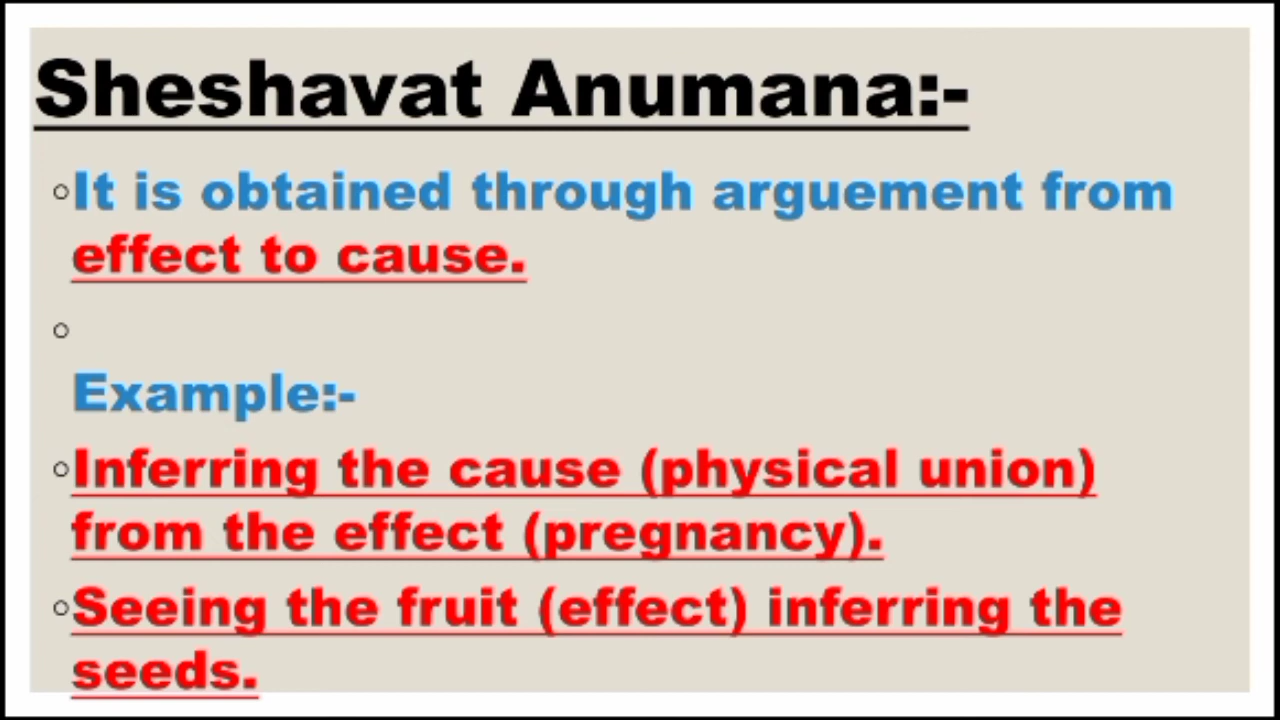 Sheshavat Anumana:-
◦It is obtained through arguement from
effect to cause.
◦
Example:-
◦Inferring the cause (physical union)
from the effect (pregnancy).
◦Seeing the fruit (effect) inferring the
seeds.